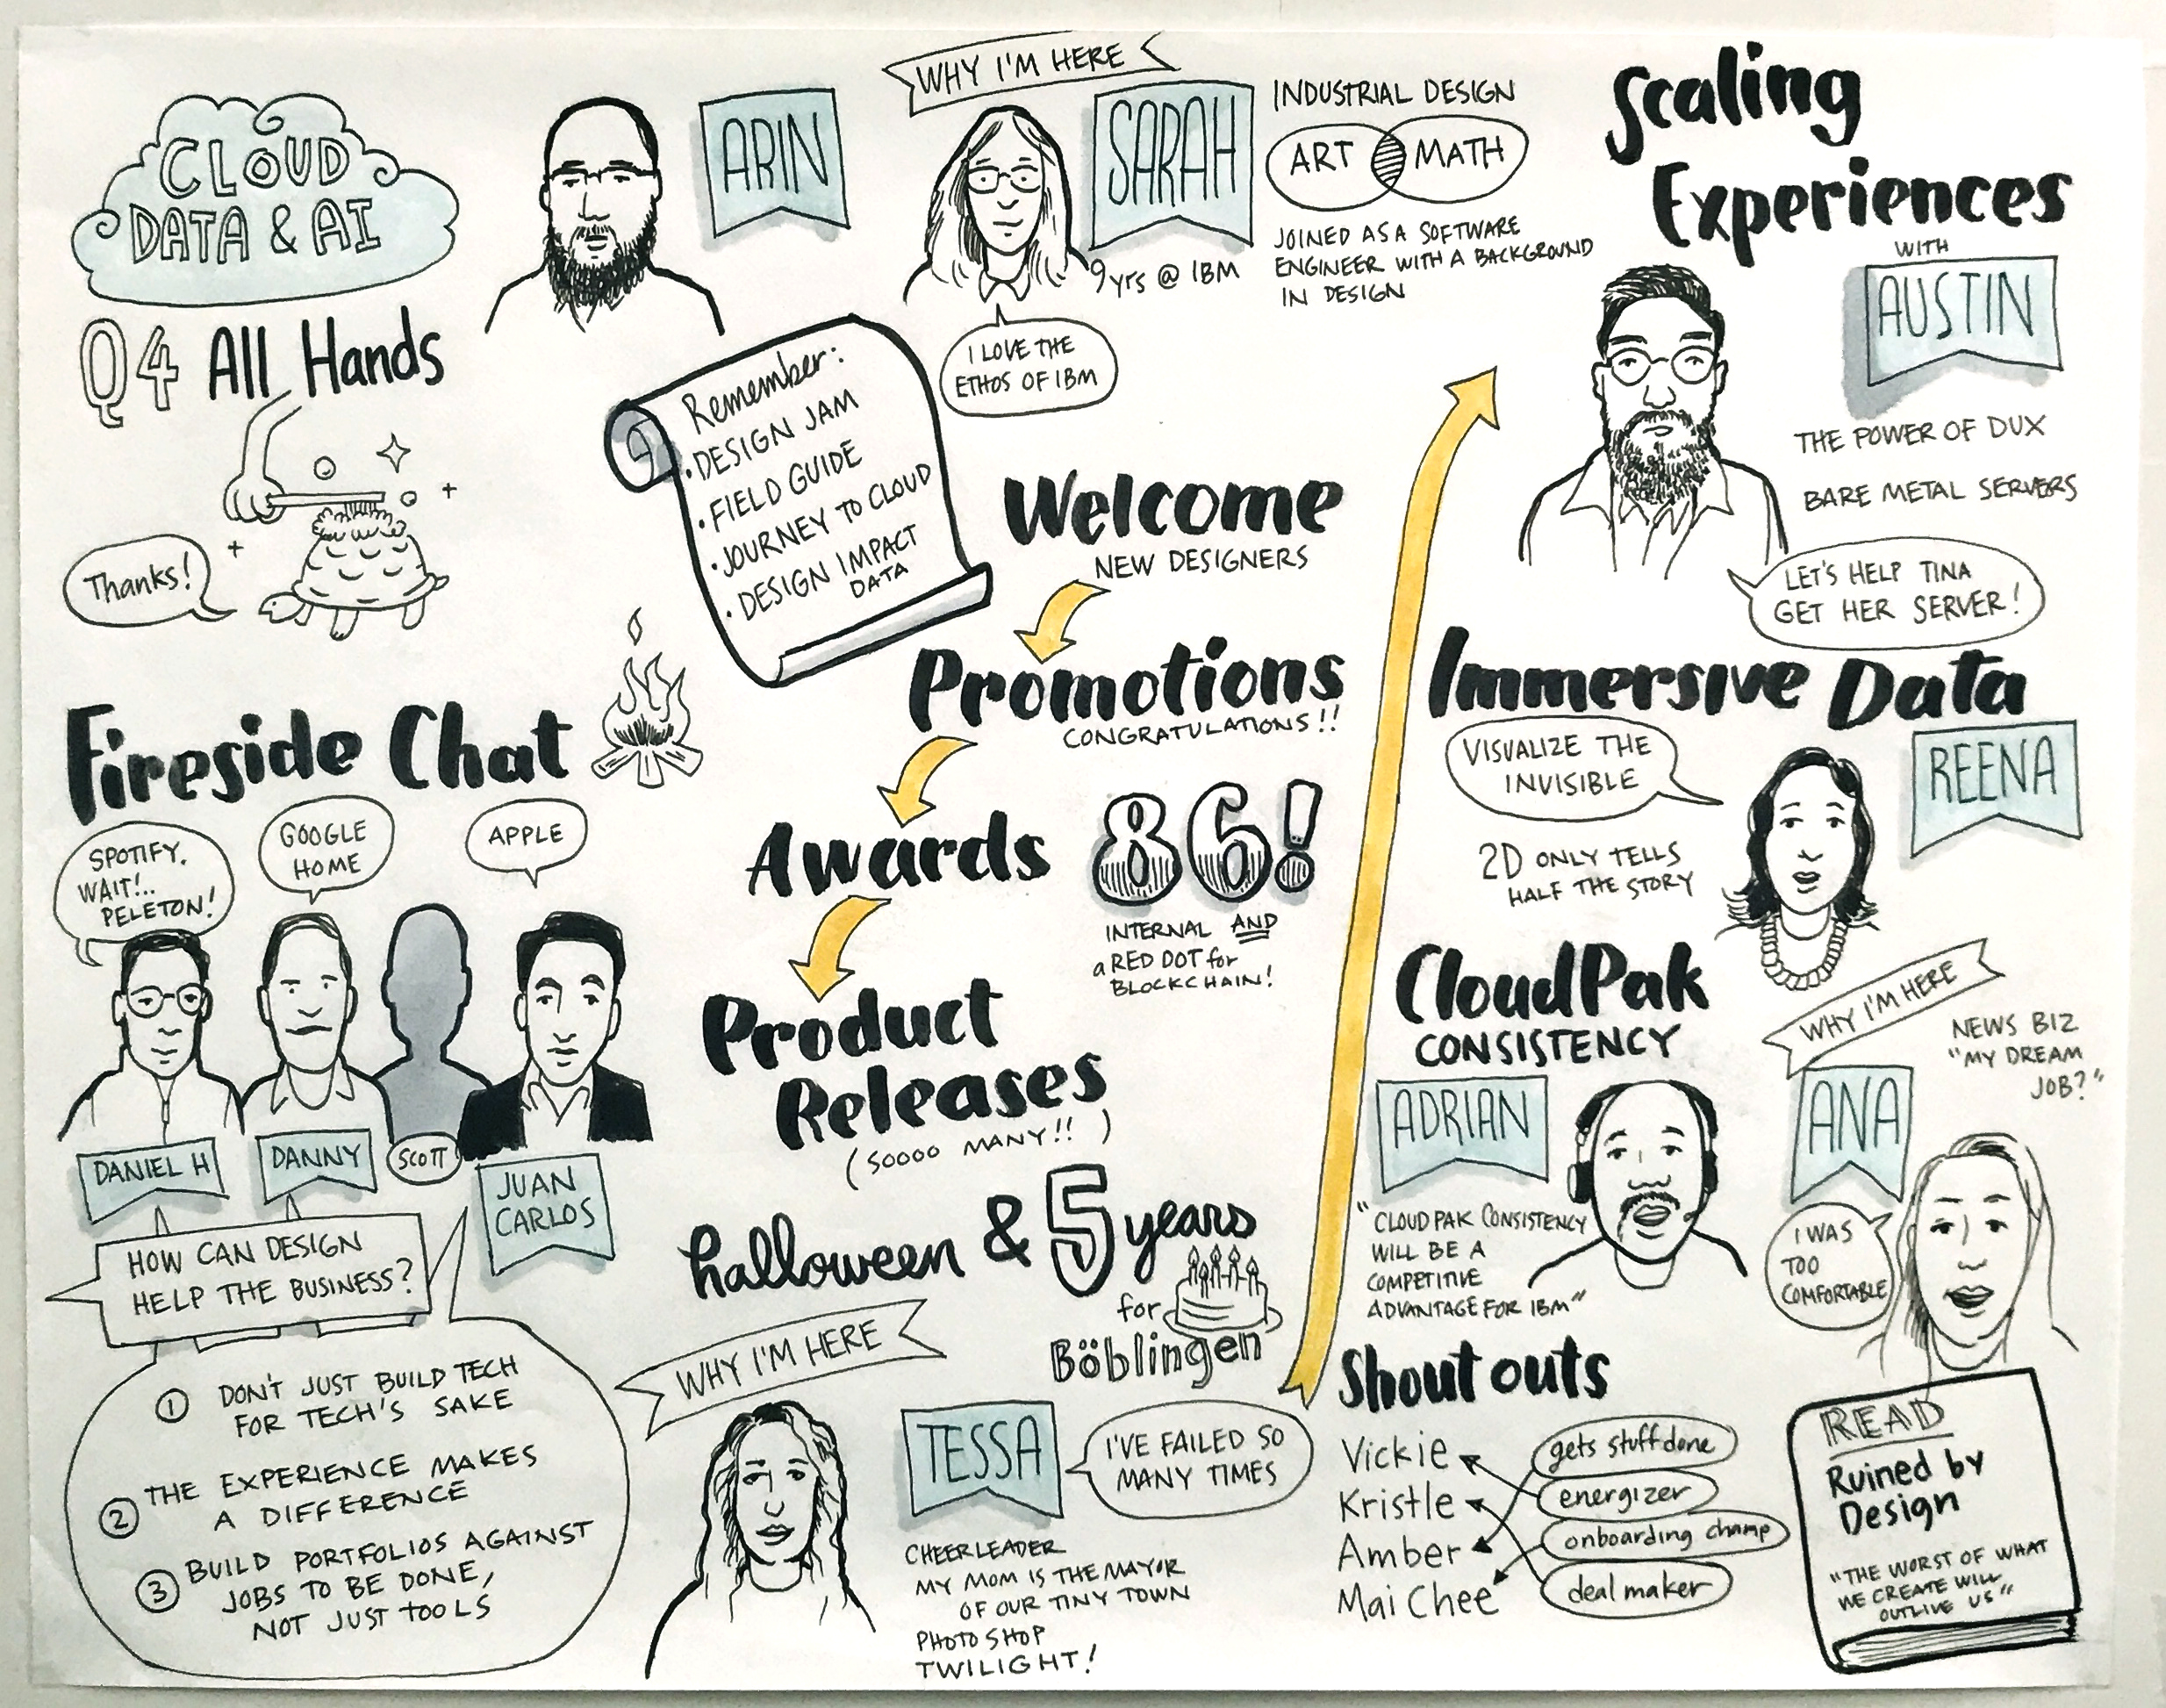 CLOUD
DATA & AI
Q4 All Hands
Thanks!
ARIN
Remember:
• DESIGN JAM
• FIELD GUIDE
• JOURNEY TO CLOUD
• DESIGN IMPACT
DATA
WHY I'M HERE
SARAH
9 yrs @ IBM
I LOVE THE
ETHOS OF IBM
INDUSTRIAL DESIGN
ART MATH
JOINED AS A SOFTWARE
ENGINEER WITH A BACKGROUND
IN DESIGN
Welcome
NEW DESIGNERS
Promotions
CONGRATULATIONS!!
Awards
86!
INTERNAL AND
a RED DOT for
BLOCKCHAIN!
Product
Releases
(SOOOO MANY!!)
halloween & 5 years
for
Böblingen
Fireside Chat
SPOTIFY.
WAIT!..
PELETON!
GOOGLE
HOME
APPLE
DANIEL H
DANNY
SCOTT
JUAN
CARLOS
HOW CAN DESIGN
HELP THE BUSINESS?
1 DON'T JUST BUILD TECH
FOR TECH'S SAKE
2 THE EXPERIENCE MAKES
A DIFFERENCE
3 BUILD PORTFOLIOS AGAINST
JOBS TO BE DONE,
NOT JUST TOOLS
WHY I'M HERE
TESSA
I'VE FAILED SO
MANY TIMES
CHEERLEADER
MY MOM IS THE MAYOR
OF OUR TINY TOWN
PHOTO SHOP
TWILIGHT!
Scaling
Experiences
WITH
AUSTIN
THE POWER OF DUX
BARE METAL SERVERS
LET'S HELP TINA
GET HER SERVER!
Immersive Data
VISUALIZE THE
INVISIBLE
REENA
2D ONLY TELLS
HALF THE STORY
CloudPak
CONSISTENCY
ADRIAN
"CLOUD PAK CONSISTENCY
WILL BE A
COMPETITIVE
ADVANTAGE FOR IBM"
WHY I'M HERE
ANA
NEWS BIZ
"MY DREAM
JOB?"
I WAS
TOO
COMFORTABLE
Shout outs
Vickie
Kristle
Amber
Mai Chee
gets stuff done
energizer
onboarding champ
deal maker
READ
Ruined by
Design
"THE WORST OF WHAT
WE CREATE WILL
OUTLIVE US"